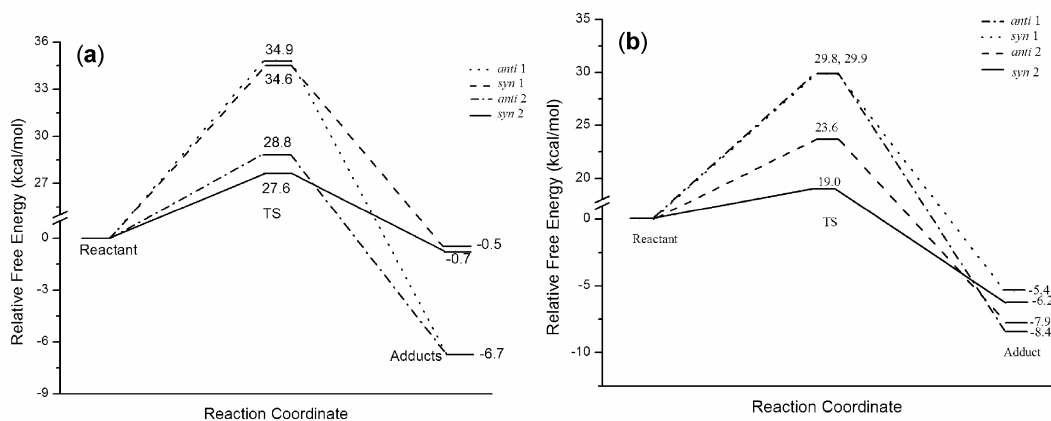 (a)
Relative Free Energy (kcal/mol)
36
33
30
27
0
-3
-6
-9
34.9
34.6
28.8
27.6
TS
Reactant
-0.5
-0.7
Adducts
-6.7
anti 1
syn 1
anti 2
syn 2
Reaction Coordinate
(b)
Relative Free Energy (kcal/mol)
35
30
25
20
0
-5
-10
29.8, 29.9
23.6
19.0
TS
Reactant
-5.4
-6.2
-7.9
-8.4
Adduct
anti 1
syn 1
anti 2
syn 2
Reaction Coordinate